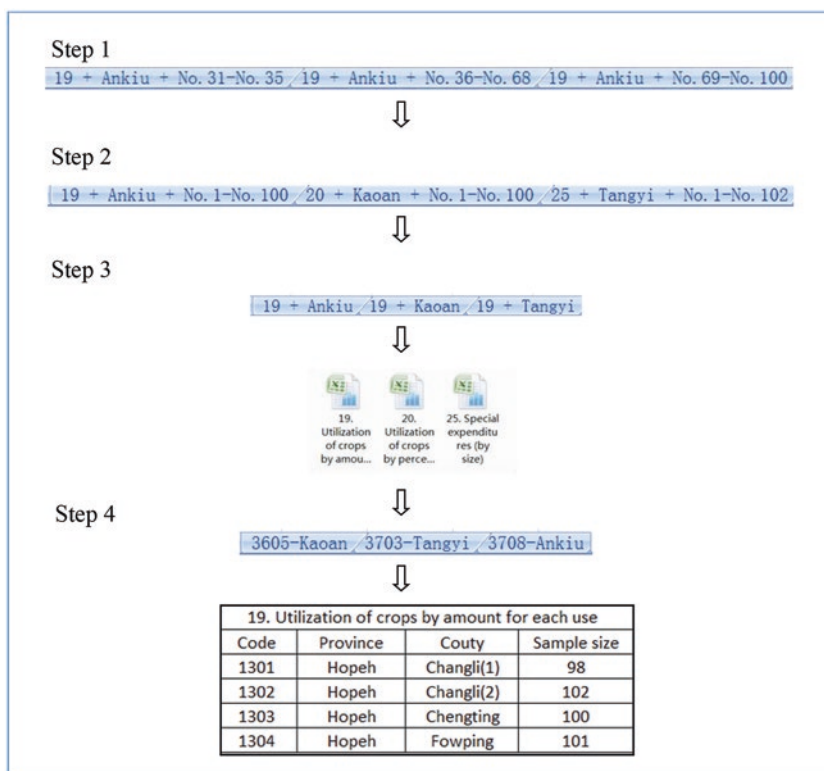 Step 1
19 + Ankiu + No. 31-No. 35 19 + Ankiu + No. 36-No. 68 19 + Ankiu + No. 69-No. 100
Step 2
19 + Ankiu + No. 1-No. 100 20 + Kaoan + No. 1-No. 100 25 + Tangyi + No. 1-No. 102
Step 3
19 + Ankiu 19 + Kaoan 19 + Tangyi
19. 20. 25. Special
Utilization Utilization expenditu
of crops of crops res (by
by amou... by perce... size)
Step 4
3605-Kaoan 3703-Tangyi 3708-Ankiu
19. Utilization of crops by amount for each use
Code Province Couty Sample size
1301 Hopeh Changli(1) 98
1302 Hopeh Changli(2) 102
1303 Hopeh Chengting 100
1304 Hopeh Fowping 101